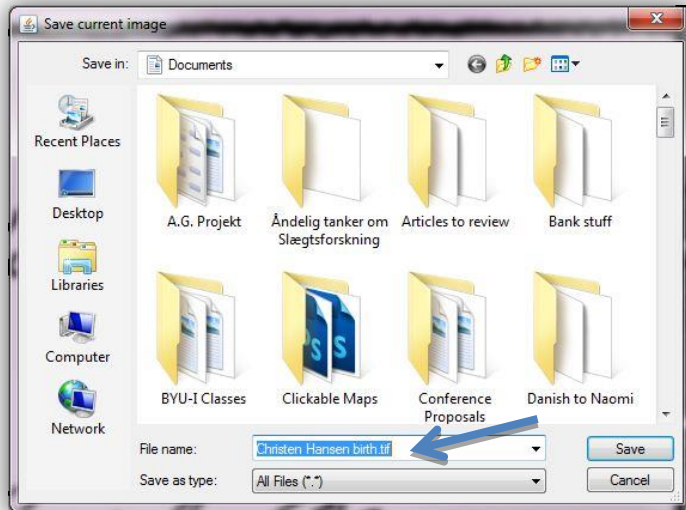 Save current image
Save in:
Documents
Recent Places
Desktop
Libraries
Computer
Network
A.G. Projekt
Åndelig tanker om
Slægtsforskning
Articles to review
Bank stuff
BYU-I Classes
Clickable Maps
Conference
Proposals
Danish to Naomi
File name:
Christen Hansen birth.tif
Save
Save as type:
All Files (*.*)
Cancel